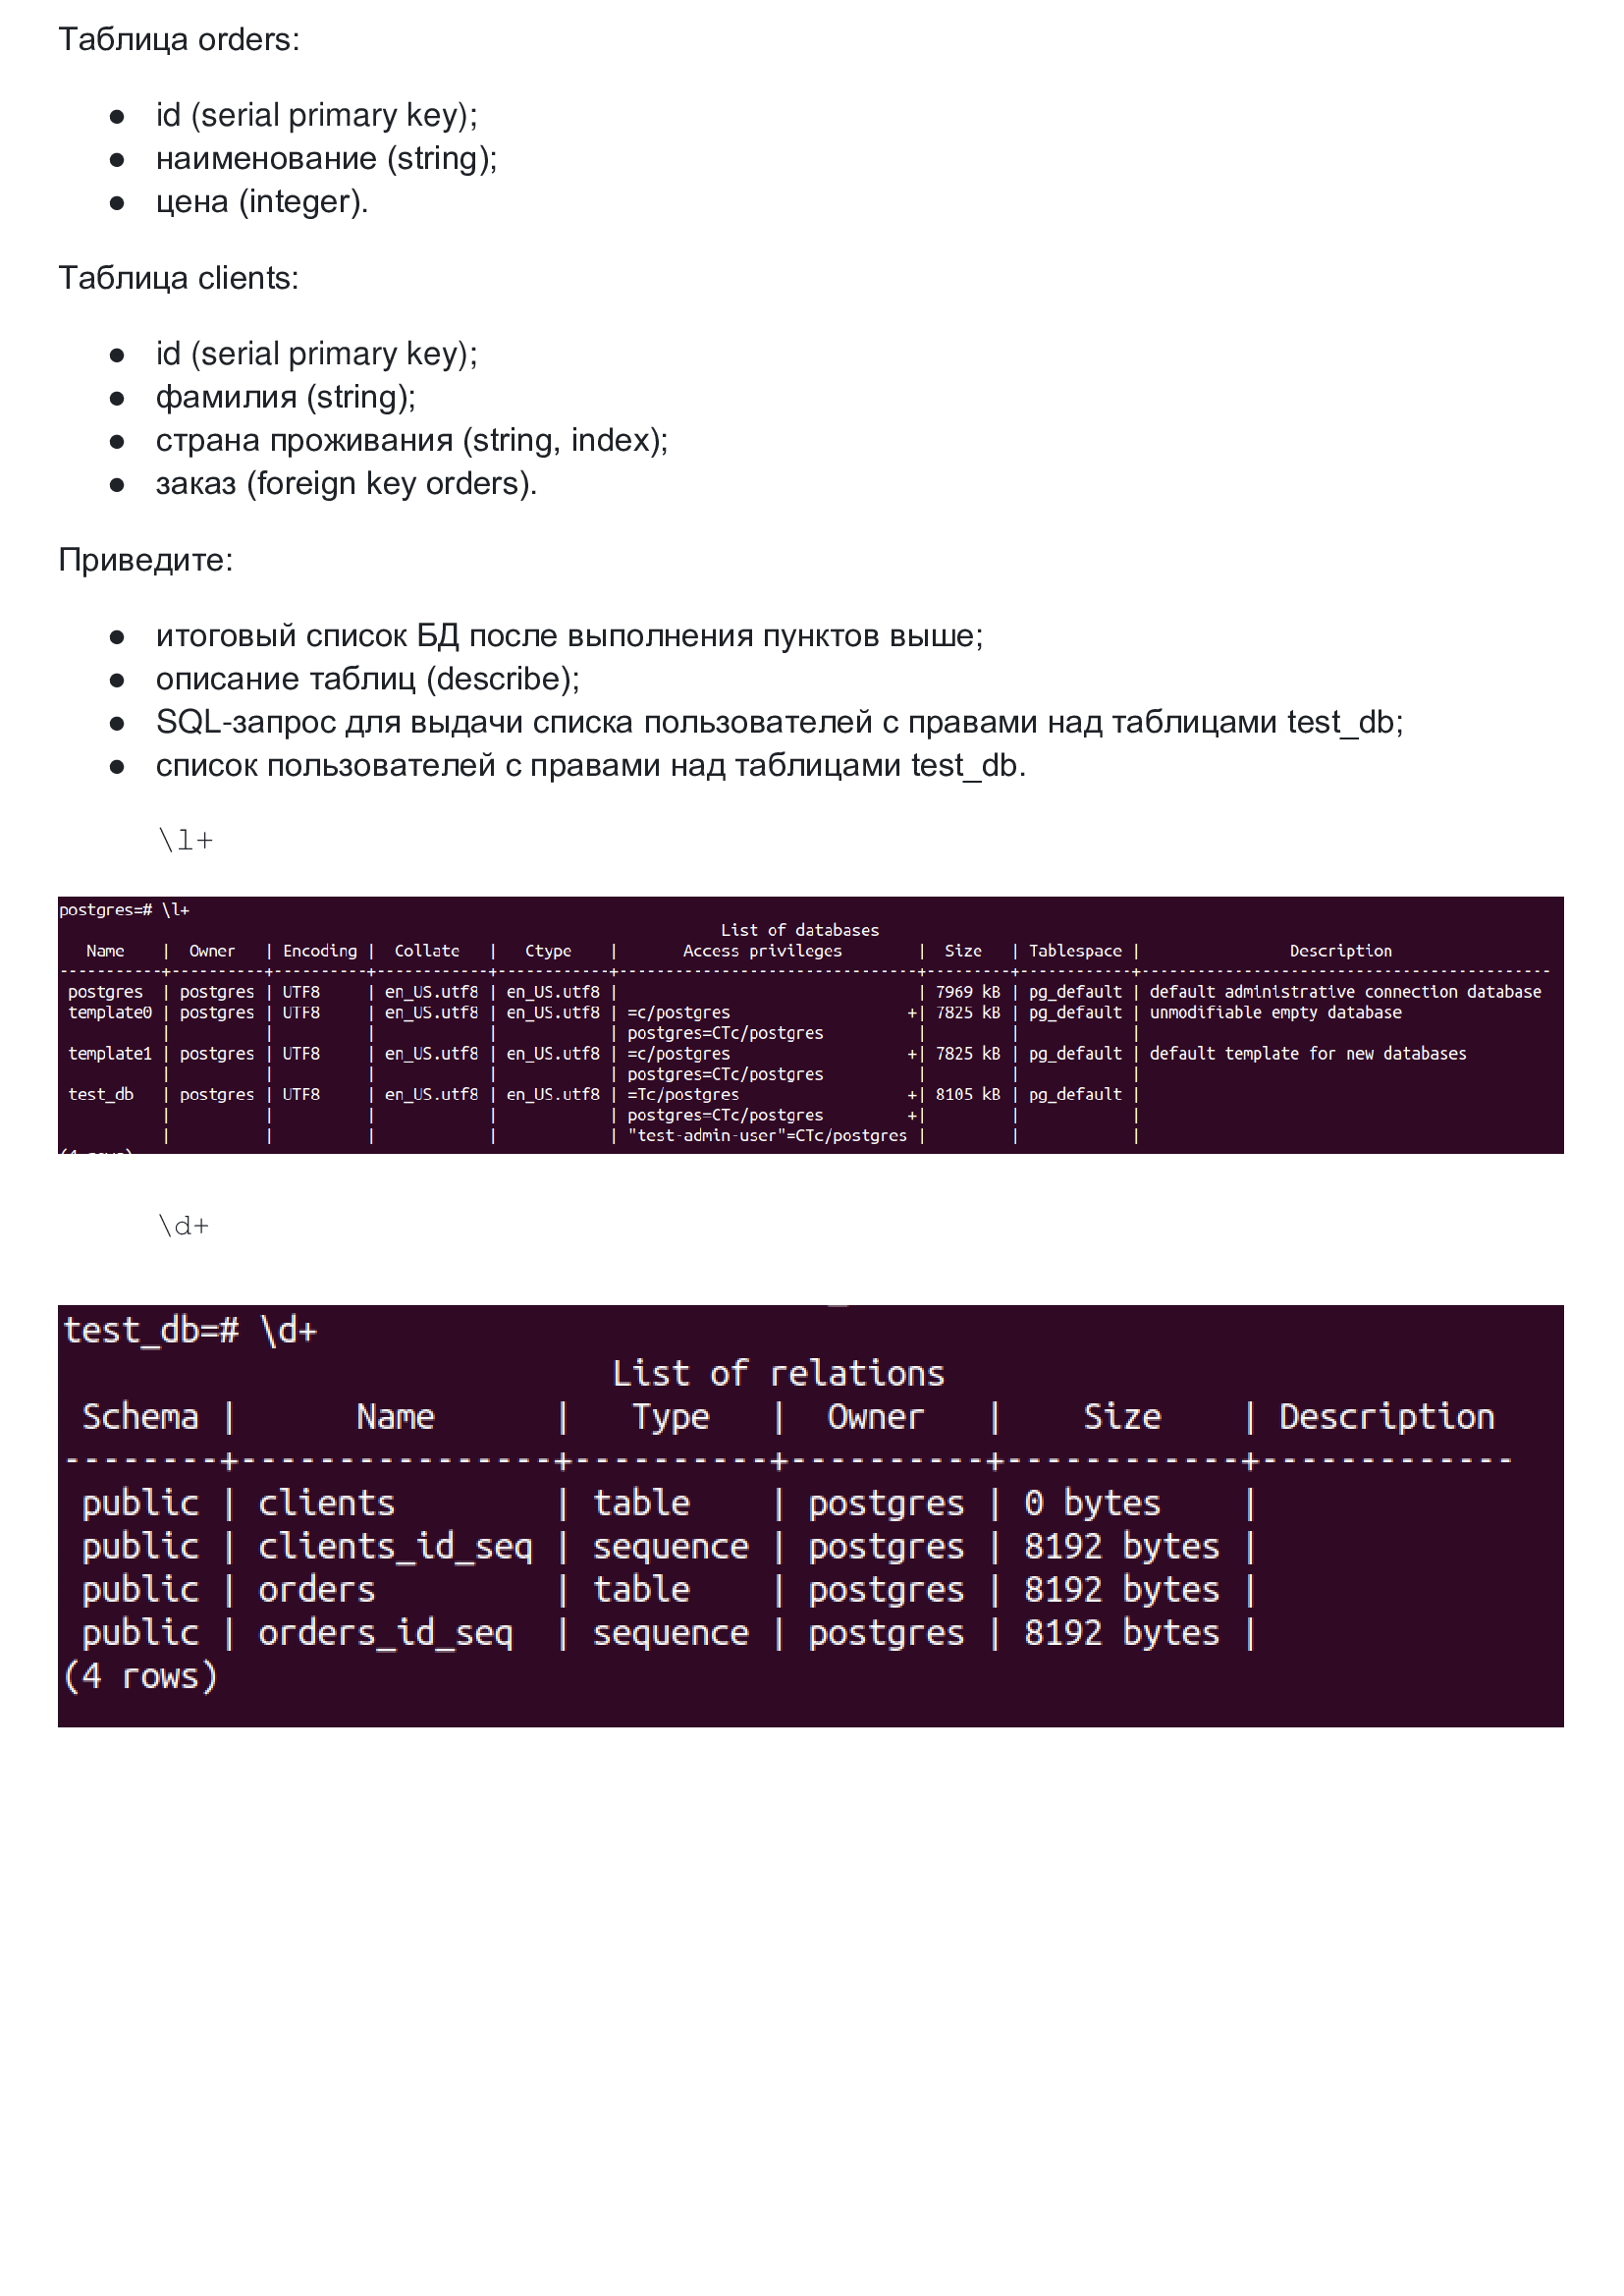 Таблица orders:
● id (serial primary key);
● наименование (string);
● цена (integer).
Таблица clients:
● id (serial primary key);
● фамилия (string);
● страна проживания (string, index);
● заказ (foreign key orders).
Приведите:
● итоговый список БД после выполнения пунктов выше;
● описание таблиц (describe);
● SQL-запрос для выдачи списка пользователей с правами над таблицами test_db;
● список пользователей с правами над таблицами test_db.
\l+
postgres=# \l+
                                                                       List of databases
   Name    |  Owner   | Encoding |  Collate   |   Ctype    |       Access privileges        |  Size   | Tablespace |                Description
-----------+----------+----------+------------+------------+--------------------------------+---------+------------+--------------------------------------------
 postgres  | postgres | UTF8     | en_US.utf8 | en_US.utf8 |                                | 7969 kB | pg_default | default administrative connection database
 template0 | postgres | UTF8     | en_US.utf8 | en_US.utf8 | =c/postgres                   +| 7825 kB | pg_default | unmodifiable empty database
           |          |          |            |            | postgres=CTc/postgres          |         |            |
 template1 | postgres | UTF8     | en_US.utf8 | en_US.utf8 | =c/postgres                   +| 7825 kB | pg_default | default template for new databases
           |          |          |            |            | postgres=CTc/postgres          |         |            |
 test_db   | postgres | UTF8     | en_US.utf8 | en_US.utf8 | =Tc/postgres                  +| 8105 kB | pg_default |
           |          |          |            |            | postgres=CTc/postgres         +|         |            |
           |          |          |            |            | "test-admin-user"=CTc/postgres |         |            |
(4 rows)
\d+
test_db=# \d+
                            List of relations
 Schema |      Name      |   Type   |  Owner   |    Size    | Description
--------+----------------+----------+----------+------------+-------------
 public | clients        | table    | postgres | 0 bytes    |
 public | clients_id_seq | sequence | postgres | 8192 bytes |
 public | orders         | table    | postgres | 8192 bytes |
 public | orders_id_seq  | sequence | postgres | 8192 bytes |
(4 rows)